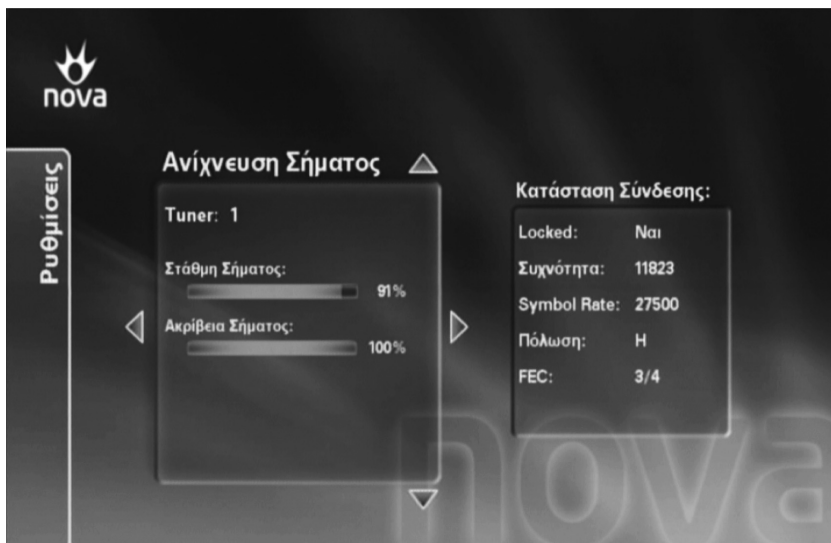 nova
Ρυθμίσεις
Ανίχνευση Σήματος
Tuner: 1
Στάθμη Σήματος:
91%
Ακρίβεια Σήματος:
100%
Κατάσταση Σύνδεσης:
Locked: Ναι
Συχνότητα: 11823
Symbol Rate: 27500
Πόλωση: H
FEC: 3/4
nova